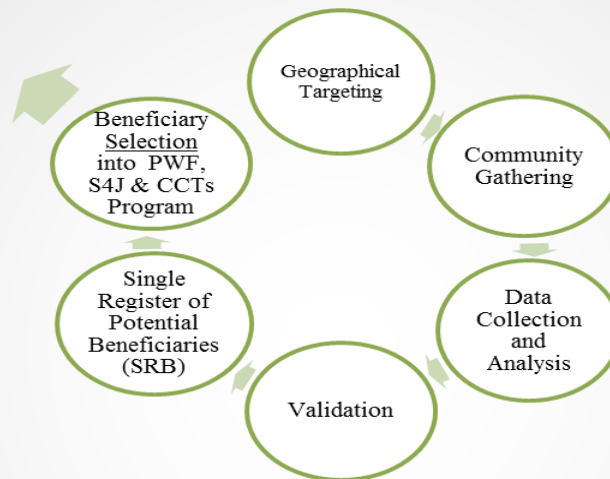 Geographical
Targeting
Community
Gathering
Data
Collection
and
Analysis
Validation
Single
Register of
Potential
Beneficiaries
(SRB)
Beneficiary
Selection
into PWF,
S4J & CCTs
Program